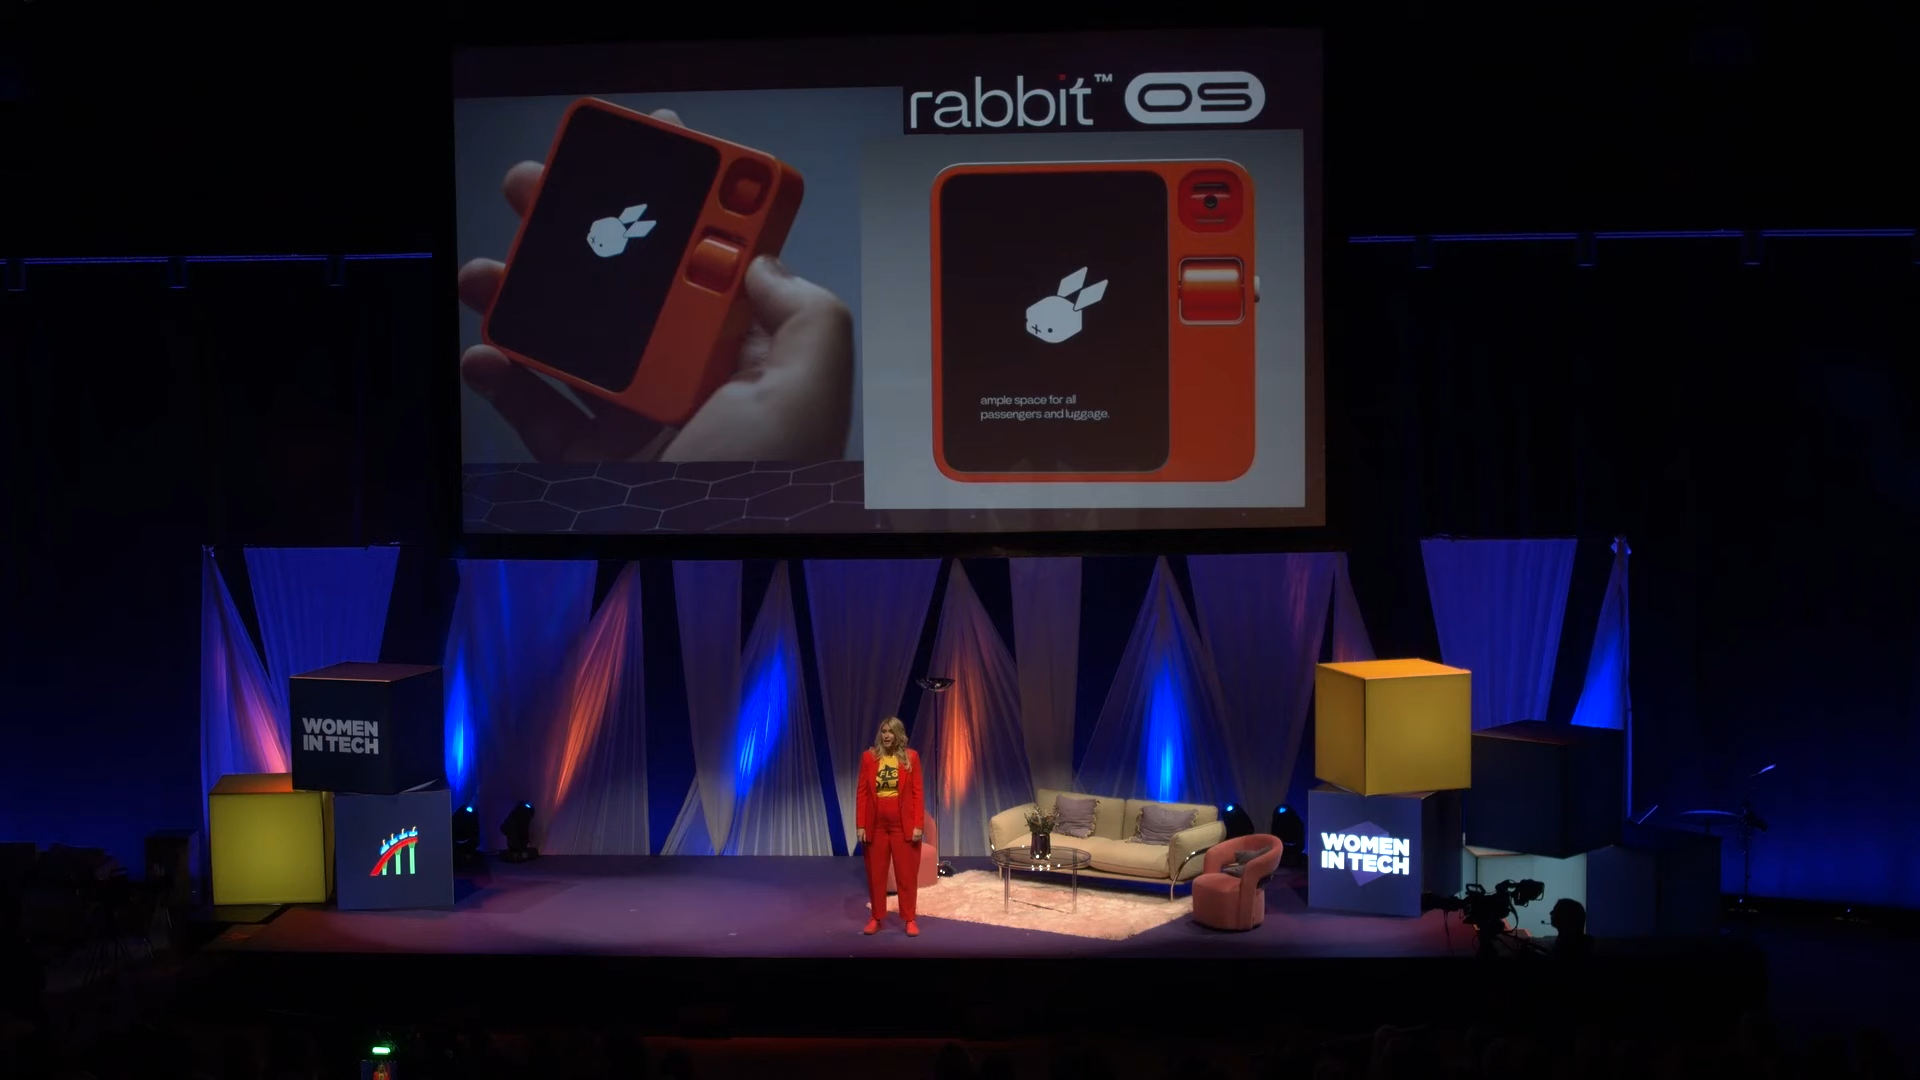 rabbit™ OS
ample space for all
passengers and luggage.
WOMEN
IN TECH
WOMEN
IN TECH